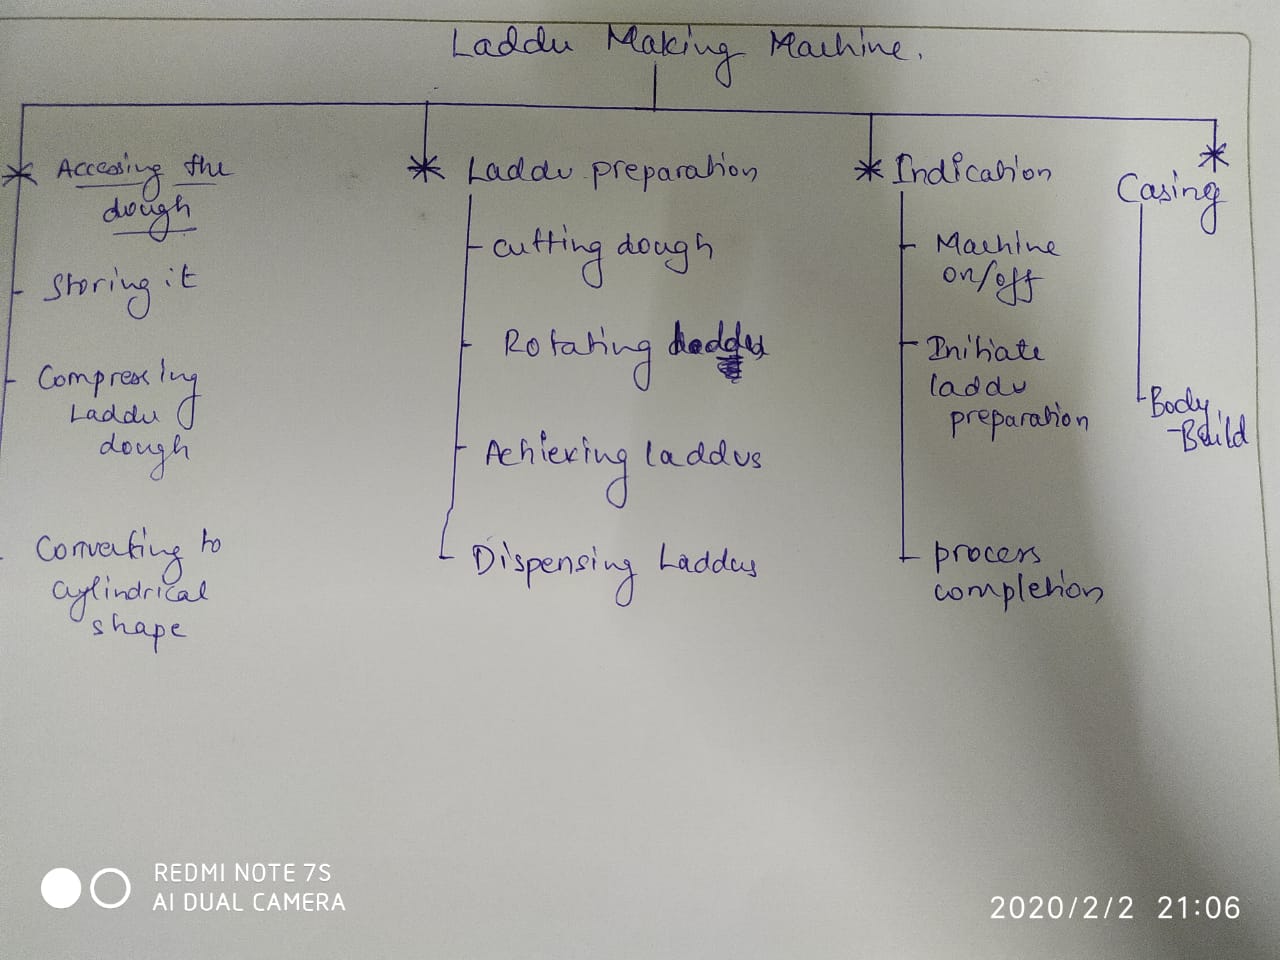 Laddu Making Machine.
Accessing the
dough
Storing it
Compressing
Laddu
dough
Converting to
cylindrical
shape
Laddu preparation
cutting dough
Rotating
Achieving laddus
Dispensing Laddus
Indication
Machine
on/off
Initiate
laddu
preparation
process
completion
Casing
Body
-Build
REDMI NOTE 7S
AI DUAL CAMERA
2020/2/2 21:06